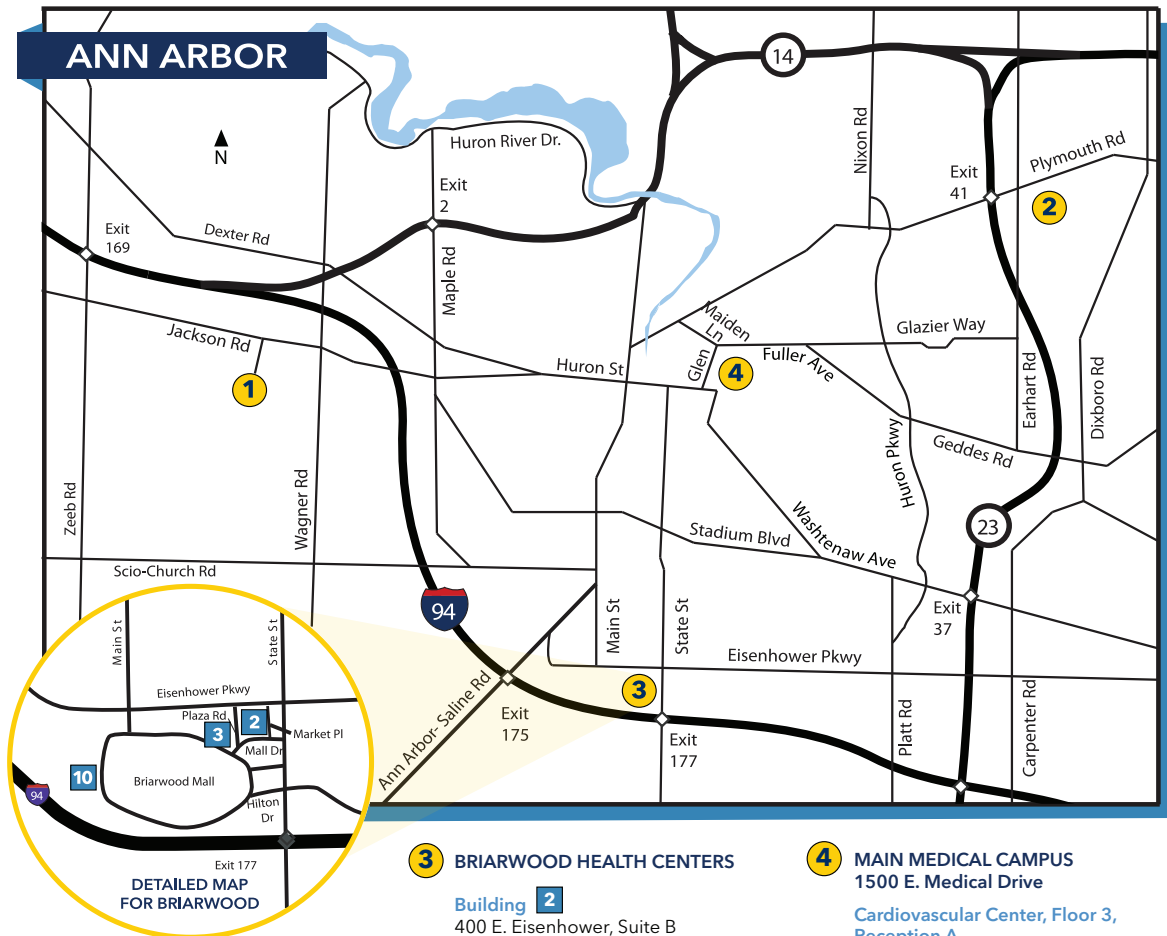 ANN ARBOR
14
N
Huron River Dr.
Nixon Rd
Plymouth Rd
Exit
41
2
Exit
2
Exit
169
Dexter Rd
Maple Rd
Jackson Rd
1
Huron St
Maiden
Ln
Glen
4
Fuller Ave
Glazier Way
Earhart Rd
Dixboro Rd
Geddes Rd
Huron Pkwy
Zeeb Rd
Wagner Rd
Stadium Blvd
Washtenaw Ave
23
Scio-Church Rd
94
Main St
State St
Exit
37
Eisenhower Pkwy
3
Ann Arbor- Saline Rd
Exit
175
Exit
177
Platt Rd
Carpenter Rd
Main St
State St
Eisenhower Pkwy
Plaza Rd
3
2
Market Pl
Mall Dr
10
Briarwood Mall
94
Hilton
Dr
Exit 177
DETAILED MAP
FOR BRIARWOOD
3 BRIARWOOD HEALTH CENTERS
Building 2
400 E. Eisenhower, Suite B
4 MAIN MEDICAL CAMPUS
1500 E. Medical Drive
Cardiovascular Center, Floor 3,
Reception A